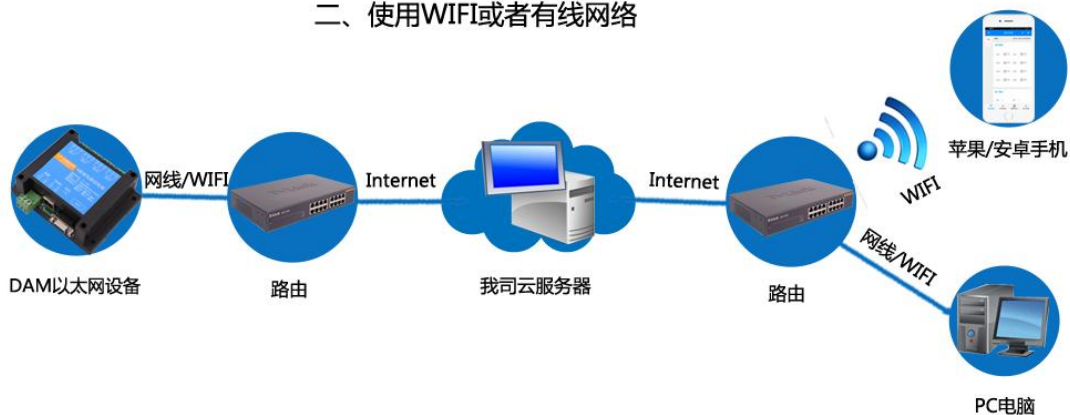 二、使用WIFI或者有线网络
网线/WIFI
Internet
Internet
WIFI
苹果/安卓手机
网线/WIFI
DAM以太网设备
路由
我司云服务器
路由
PC电脑